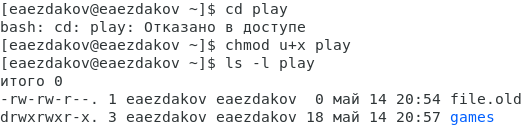 [eaezdakov@eaezdakov ~]$ cd play
bash: cd: play: Отказано в доступе
[eaezdakov@eaezdakov ~]$ chmod u+x play
[eaezdakov@eaezdakov ~]$ ls -l play
итого 0
-rw-rw-r--. 1 eaezdakov eaezdakov  0 май 14 20:54 file.old
drwxrwxr-x. 3 eaezdakov eaezdakov 18 май 14 20:57 games